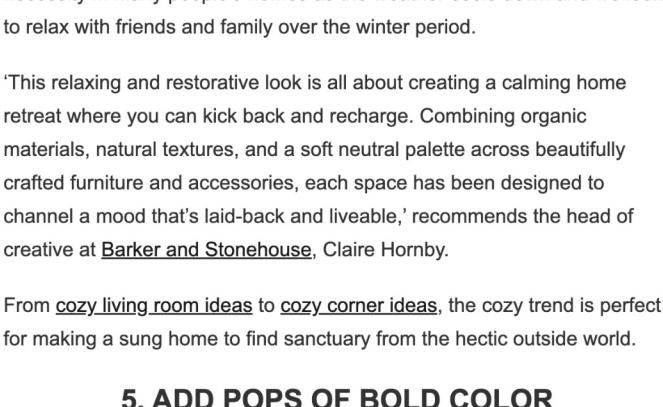 to relax with friends and family over the winter period.
‘This relaxing and restorative look is all about creating a calming home
retreat where you can kick back and recharge. Combining organic
materials, natural textures, and a soft neutral palette across beautifully
crafted furniture and accessories, each space has been designed to
channel a mood that’s laid-back and liveable,’ recommends the head of
creative at Barker and Stonehouse, Claire Hornby.
From cozy living room ideas to cozy corner ideas, the cozy trend is perfect
for making a sung home to find sanctuary from the hectic outside world.
5. ADD POPS OF BOLD COLOR